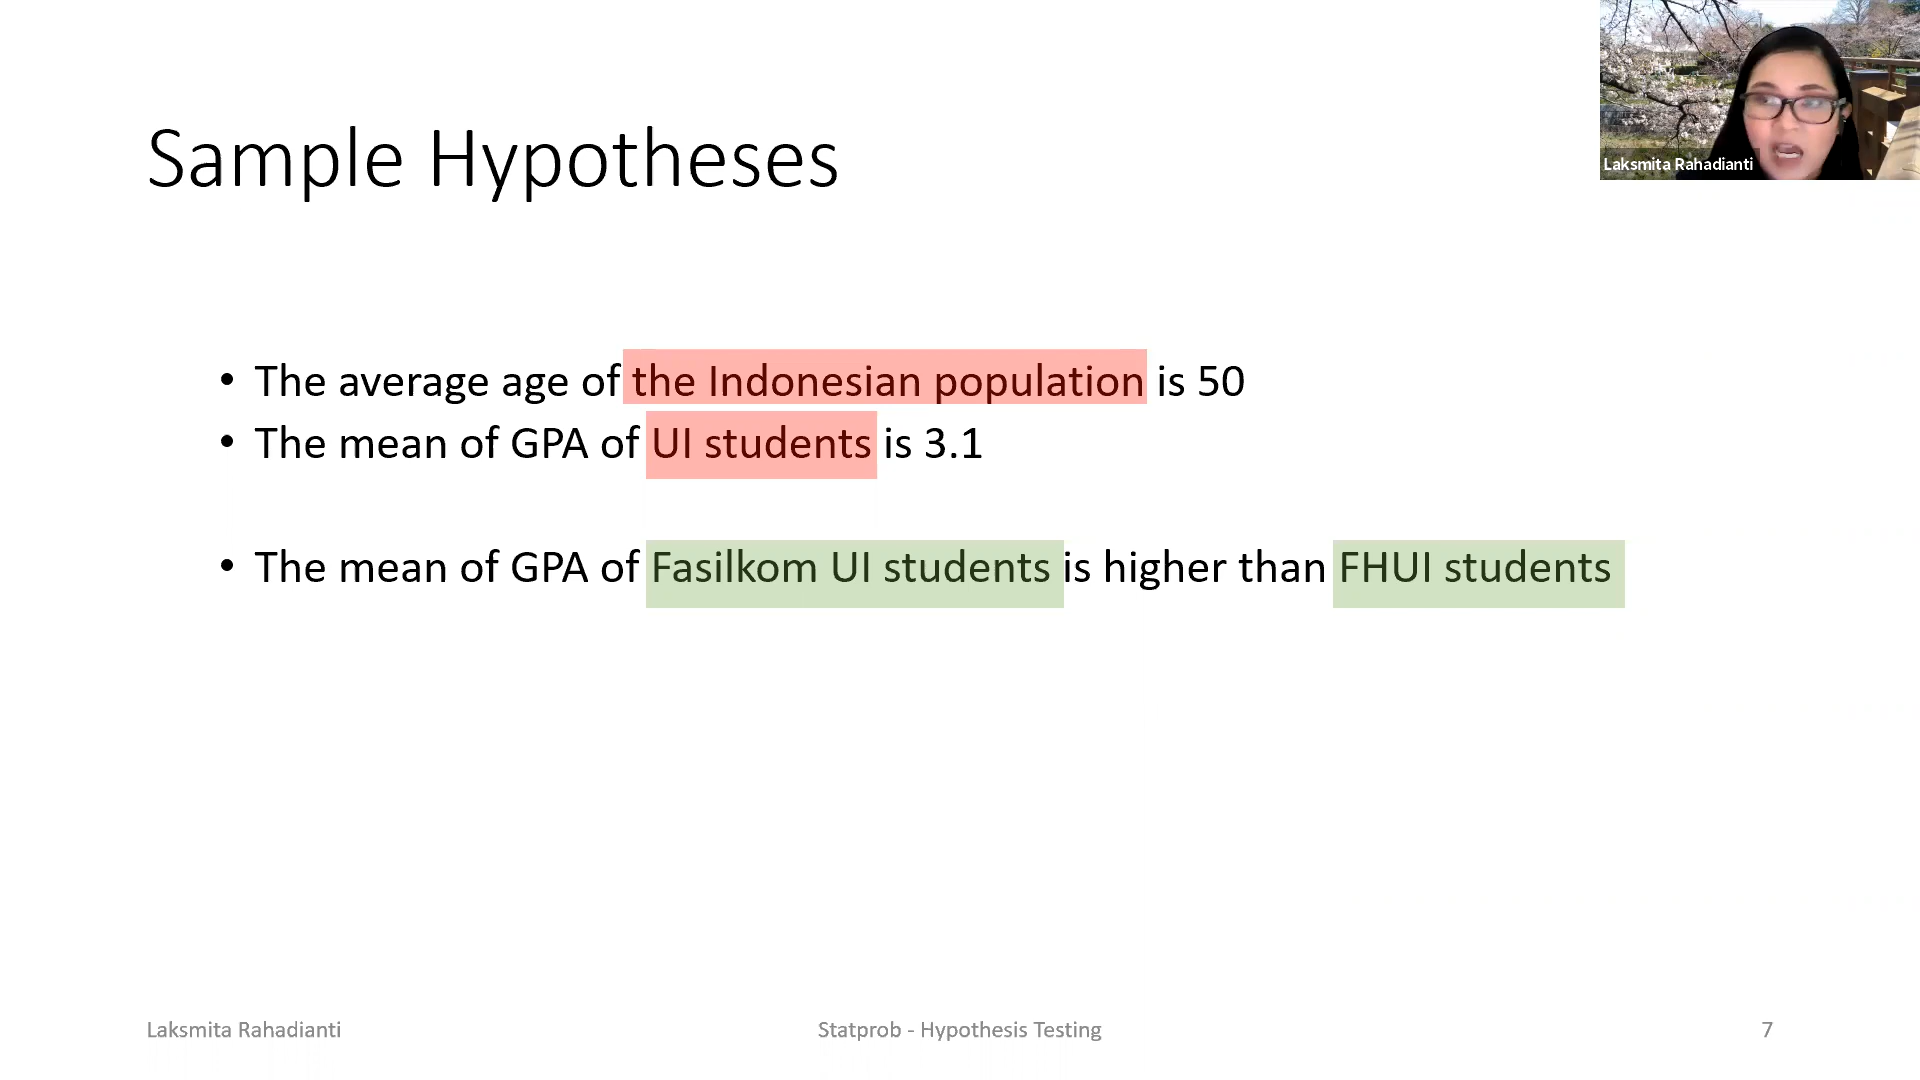 Laksmita Rahadianti
Sample Hypotheses
• The average age of the Indonesian population is 50
• The mean of GPA of UI students is 3.1
• The mean of GPA of Fasilkom UI students is higher than FHUI students
Laksmita Rahadianti
Statprob - Hypothesis Testing
7